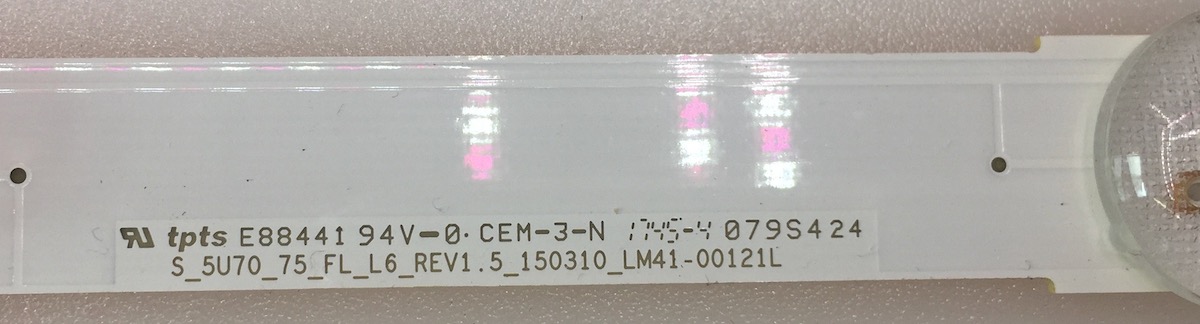 tpts E88441 94V-0. CEM-3-N 1745-4 079S424
S_5U70_75_FL_L6_REV1.5_150310_LM41-00121L